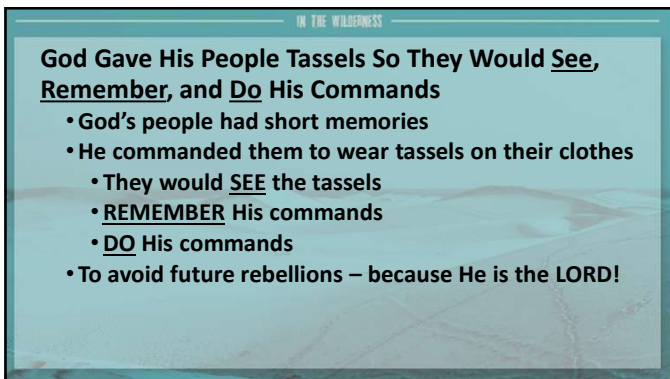 IN THE WILDERNESS
God Gave His People Tassels So They Would See,
Remember, and Do His Commands
•God's people had short memories
•He commanded them to wear tassels on their clothes
•They would SEE the tassels
•REMEMBER His commands
•DO His commands
•To avoid future rebellions – because He is the LORD!